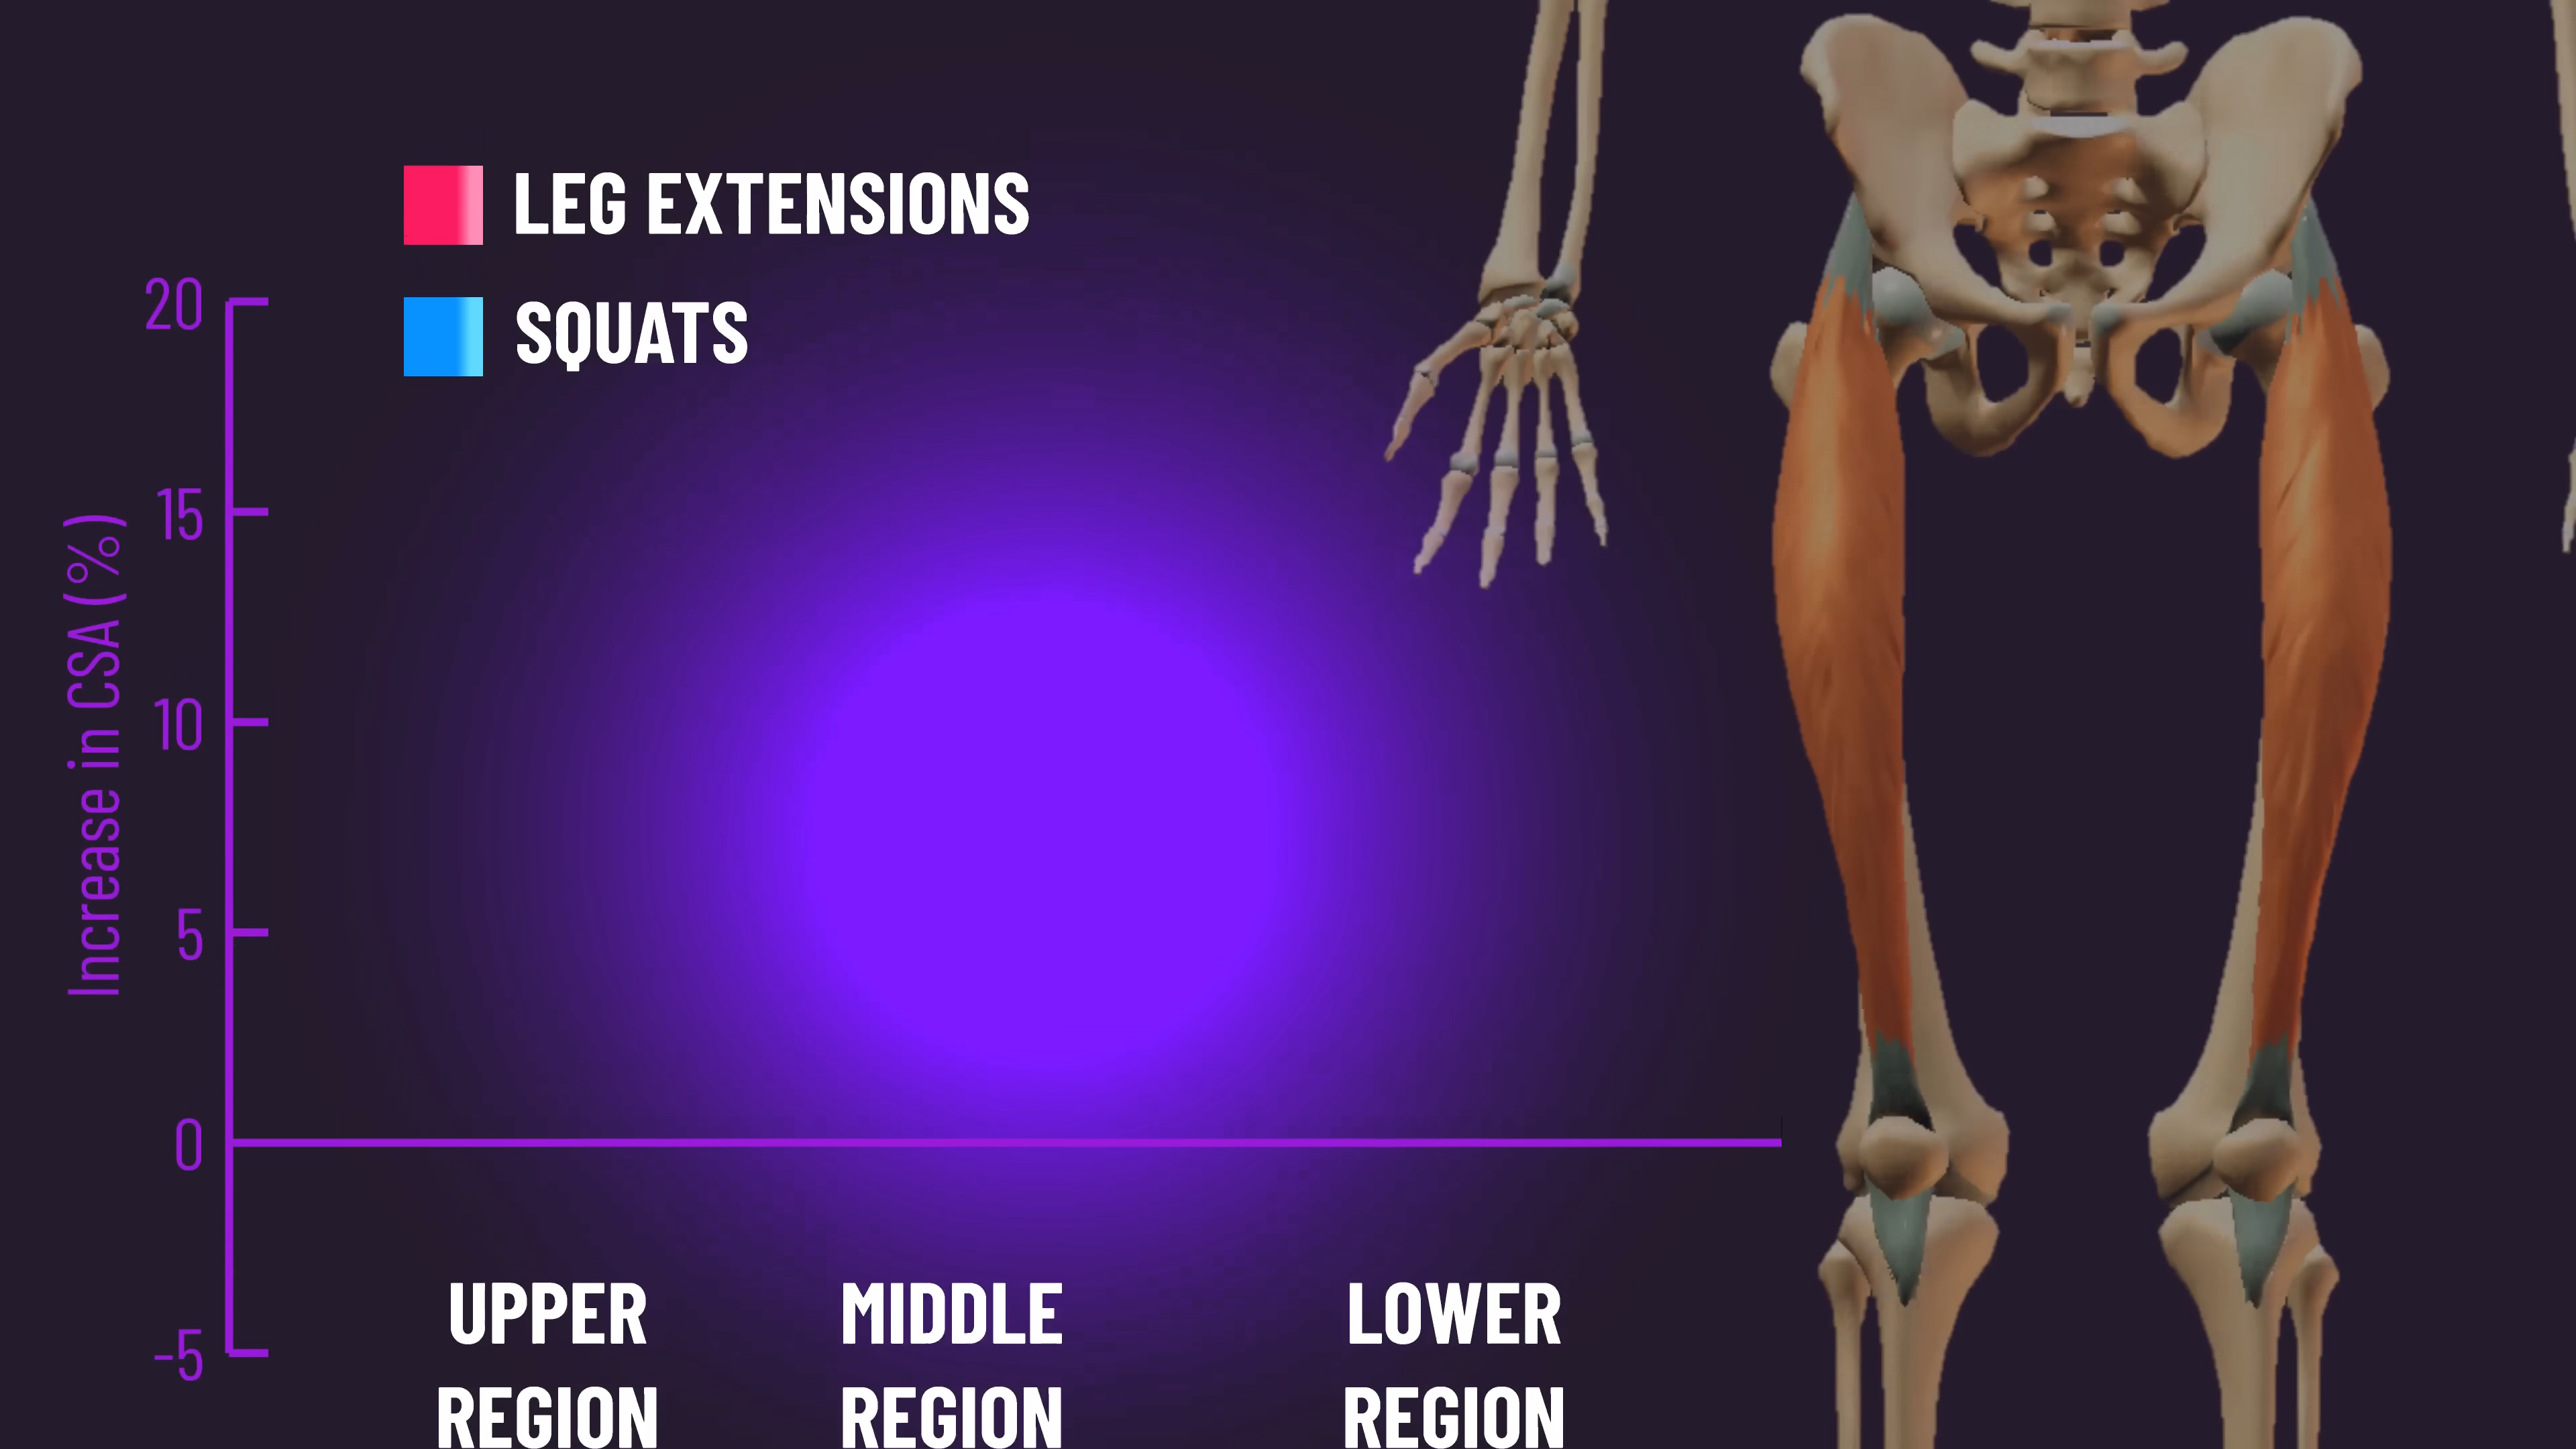 LEG EXTENSIONS
SQUATS
Increase in CSA (%)
20
15
10
5
0
-5
UPPER
REGION
MIDDLE
REGION
LOWER
REGION